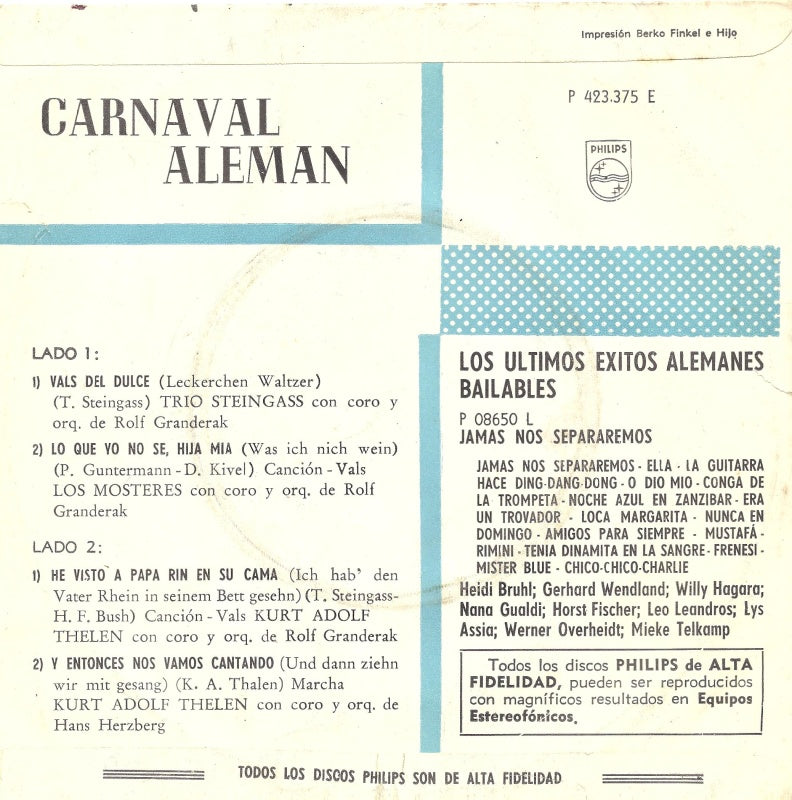 Impresión Berko Finkel e Hijo
CARNAVAL
ALEMAN
P 423.375 E
PHILIPS
LADO 1:
1) VALS DEL DULCE (Leckerchen Waltzer)
(T. Steingass) TRIO STEINGASS con coro y
orq. de Rolf Granderak
2) LO QUE YO NO SE, HIJA MIA (Was ich nich wein)
(P. Guntermann - D. Kivel) Canción - Vals
LOS MOSTERES con coro y orq. de Rolf
Granderak
LADO 2:
1) HE VISTO A PAPA RIN EN SU CAMA (Ich hab' den
Vater Rhein in seinem Bett gesehn) (T. Steingass-
H. F. Bush) Canción - Vals KURT ADOLF
THELEN con coro y orq. de Rolf Granderak
2) Y ENTONCES NOS VAMOS CANTANDO (Und dann ziehn
wir mit gesang) (K. A. Thalen) Marcha
KURT ADOLF THELEN con coro y orq. de
Hans Herzberg
LOS ULTIMOS EXITOS ALEMANES
BAILABLES
P 08650 L
JAMAS NOS SEPARAREMOS
JAMAS NOS SEPARAREMOS - ELLA - LA GUITARRA
HACE DING-DANG-DONG - O DIO MIO - CONGA DE
LA TROMPETA - NOCHE AZUL EN ZANZIBAR - ERA
UN TROVADOR - LOCA MARGARITA - NUNCA EN
DOMINGO - AMIGOS PARA SIEMPRE - MUSTAFÁ -
RIMINI - TENIA DINAMITA EN LA SANGRE - FRENESI -
MISTER BLUE - CHICO-CHICO-CHARLIE
Heidi Bruhl; Gerhard Wendland; Willy Hagara;
Nana Gualdi; Horst Fischer; Leo Leandros; Lys
Assia; Werner Overheidt; Mieke Telkamp
Todos los discos PHILIPS de ALTA
FIDELIDAD, pueden ser reproducidos
con magníficos resultados en Equipos
Estereofónicos.
TODOS LOS DISCOS PHILIPS SON DE ALTA FIDELIDAD